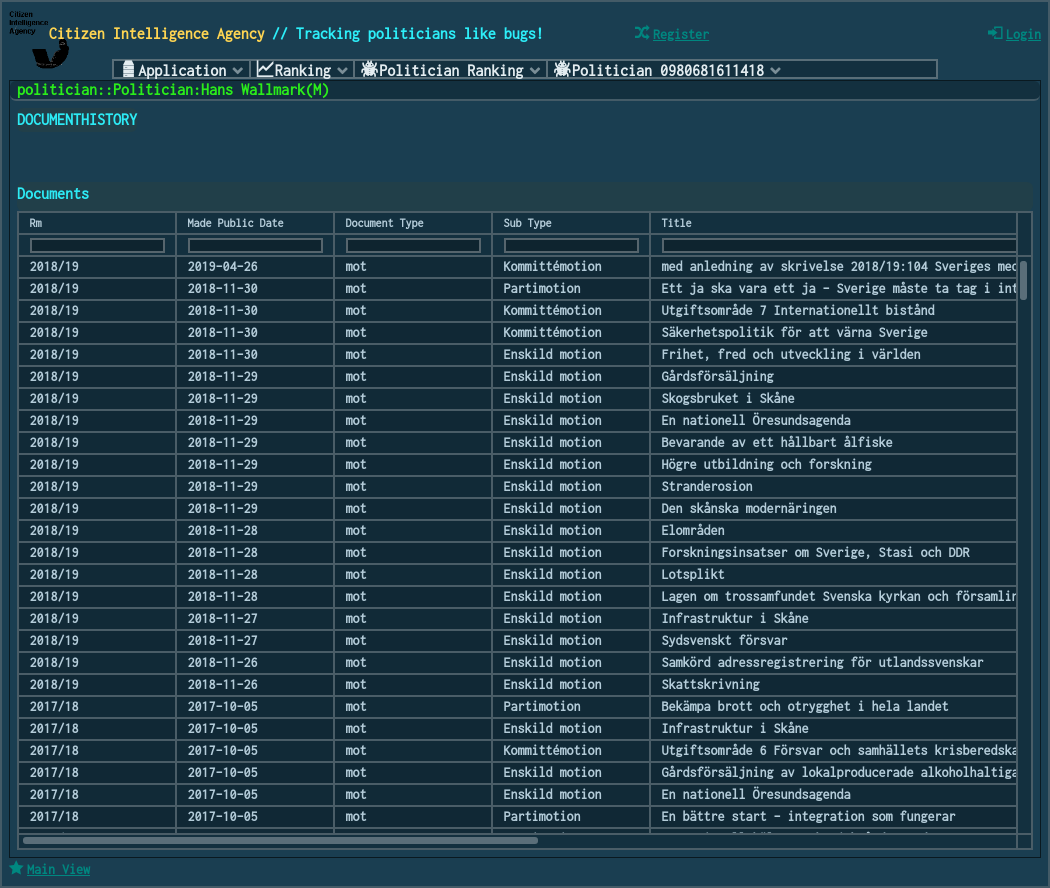 Citizen
Intelligence
Agency
Citizen Intelligence Agency // Tracking politicians like bugs!
Register
Login
Application
Ranking
Politician Ranking
Politician 0980681611418
politician::Politician:Hans Wallmark(M)
DOCUMENTHISTORY
Documents
Rm Made Public Date Document Type Sub Type Title
2018/19 2019-04-26 mot Kommittémotion med anledning av skrivelse 2018/19:104 Sveriges med
2018/19 2018-11-30 mot Partimotion Ett ja ska vara ett ja – Sverige måste ta tag i int
2018/19 2018-11-30 mot Kommittémotion Utgiftsområde 7 Internationellt bistånd
2018/19 2018-11-30 mot Kommittémotion Säkerhetspolitik för att värna Sverige
2018/19 2018-11-30 mot Enskild motion Frihet, fred och utveckling i världen
2018/19 2018-11-29 mot Enskild motion Gårdsförsäljning
2018/19 2018-11-29 mot Enskild motion Skogsbruket i Skåne
2018/19 2018-11-29 mot Enskild motion En nationell Öresundsagenda
2018/19 2018-11-29 mot Enskild motion Bevarande av ett hållbart ålfiske
2018/19 2018-11-29 mot Enskild motion Högre utbildning och forskning
2018/19 2018-11-29 mot Enskild motion Stranderosion
2018/19 2018-11-29 mot Enskild motion Den skånska modernäringen
2018/19 2018-11-28 mot Enskild motion Elområden
2018/19 2018-11-28 mot Enskild motion Forskningsinsatser om Sverige, Stasi och DDR
2018/19 2018-11-28 mot Enskild motion Lotsplikt
2018/19 2018-11-28 mot Enskild motion Lagen om trossamfundet Svenska kyrkan och församlin
2018/19 2018-11-27 mot Enskild motion Infrastruktur i Skåne
2018/19 2018-11-27 mot Enskild motion Sydsvenskt försvar
2018/19 2018-11-26 mot Enskild motion Samkörd adressregistrering för utlandssvenskar
2018/19 2018-11-26 mot Enskild motion Skattskrivning
2017/18 2017-10-05 mot Partimotion Bekämpa brott och otrygghet i hela landet
2017/18 2017-10-05 mot Enskild motion Infrastruktur i Skåne
2017/18 2017-10-05 mot Kommittémotion Utgiftsområde 6 Försvar och samhällets krisberedska
2017/18 2017-10-05 mot Enskild motion Gårdsförsäljning av lokalproducerade alkoholhaltiga
2017/18 2017-10-05 mot Enskild motion En nationell Öresundsagenda
2017/18 2017-10-05 mot Partimotion En bättre start – integration som fungerar
Main View